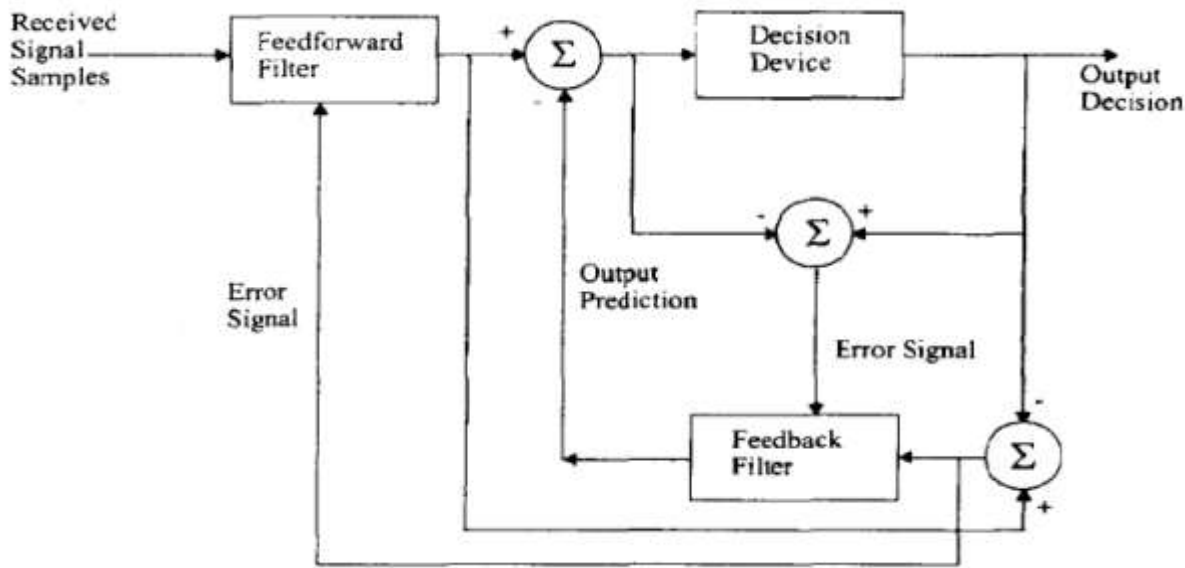 Received
Signal
Samples
Feedforward
Filter
+
Σ
-
Decision
Device
Output
Decision
-
Σ
+
Error
Signal
Output
Prediction
Error Signal
Feedback
Filter
-
Σ
+